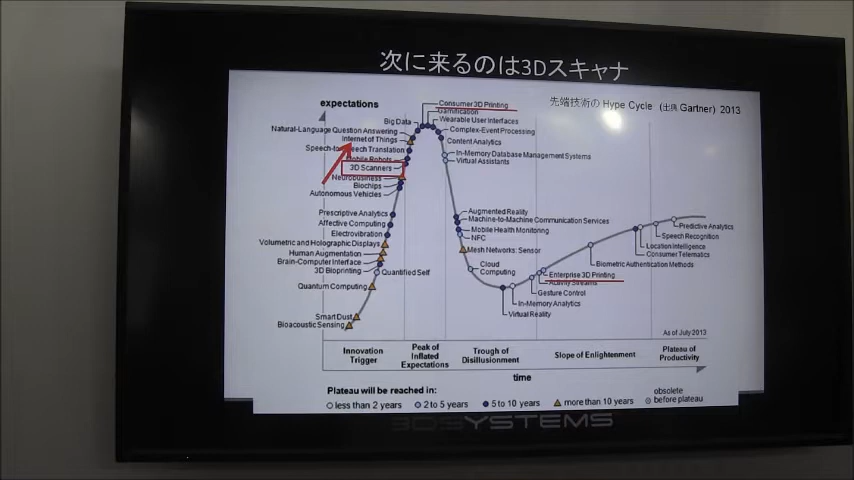 次に来るのは3Dスキャナ
先端技術の Hype Cycle (出典 Gartner) 2013
expectations
Consumer 3D Printing
Gamification
Wearable User Interfaces
Big Data
Complex-Event Processing
Natural-Language Question Answering
Internet of Things
Content Analytics
Speech-to-Speech Translation
In-Memory Database Management Systems
Mobile Robots
Virtual Assistants
3D Scanners
Neurobusiness
Biochips
Autonomous Vehicles
Prescriptive Analytics
Augmented Reality
Machine-to-Machine Communication Services
Affective Computing
Mobile Health Monitoring
Electrovibration
NFC
Volumetric and Holographic Displays
Mesh Networks: Sensor
Human Augmentation
Brain-Computer Interface
3D Bioprinting
Quantified Self
Cloud
Computing
Quantum Computing
Smart Dust
Bioacoustic Sensing
Predictive Analytics
Speech Recognition
Location Intelligence
Consumer Telematics
Biometric Authentication Methods
Enterprise 3D Printing
Activity Streams
Gesture Control
In-Memory Analytics
Virtual Reality
As of July 2013
Innovation
Trigger
Peak of
Inflated
Expectations
Trough of
Disillusionment
Slope of Enlightenment
Plateau of
Productivity
time
Plateau will be reached in:
less than 2 years
2 to 5 years
5 to 10 years
more than 10 years
obsolete
before plateau
3DSYSTEMS